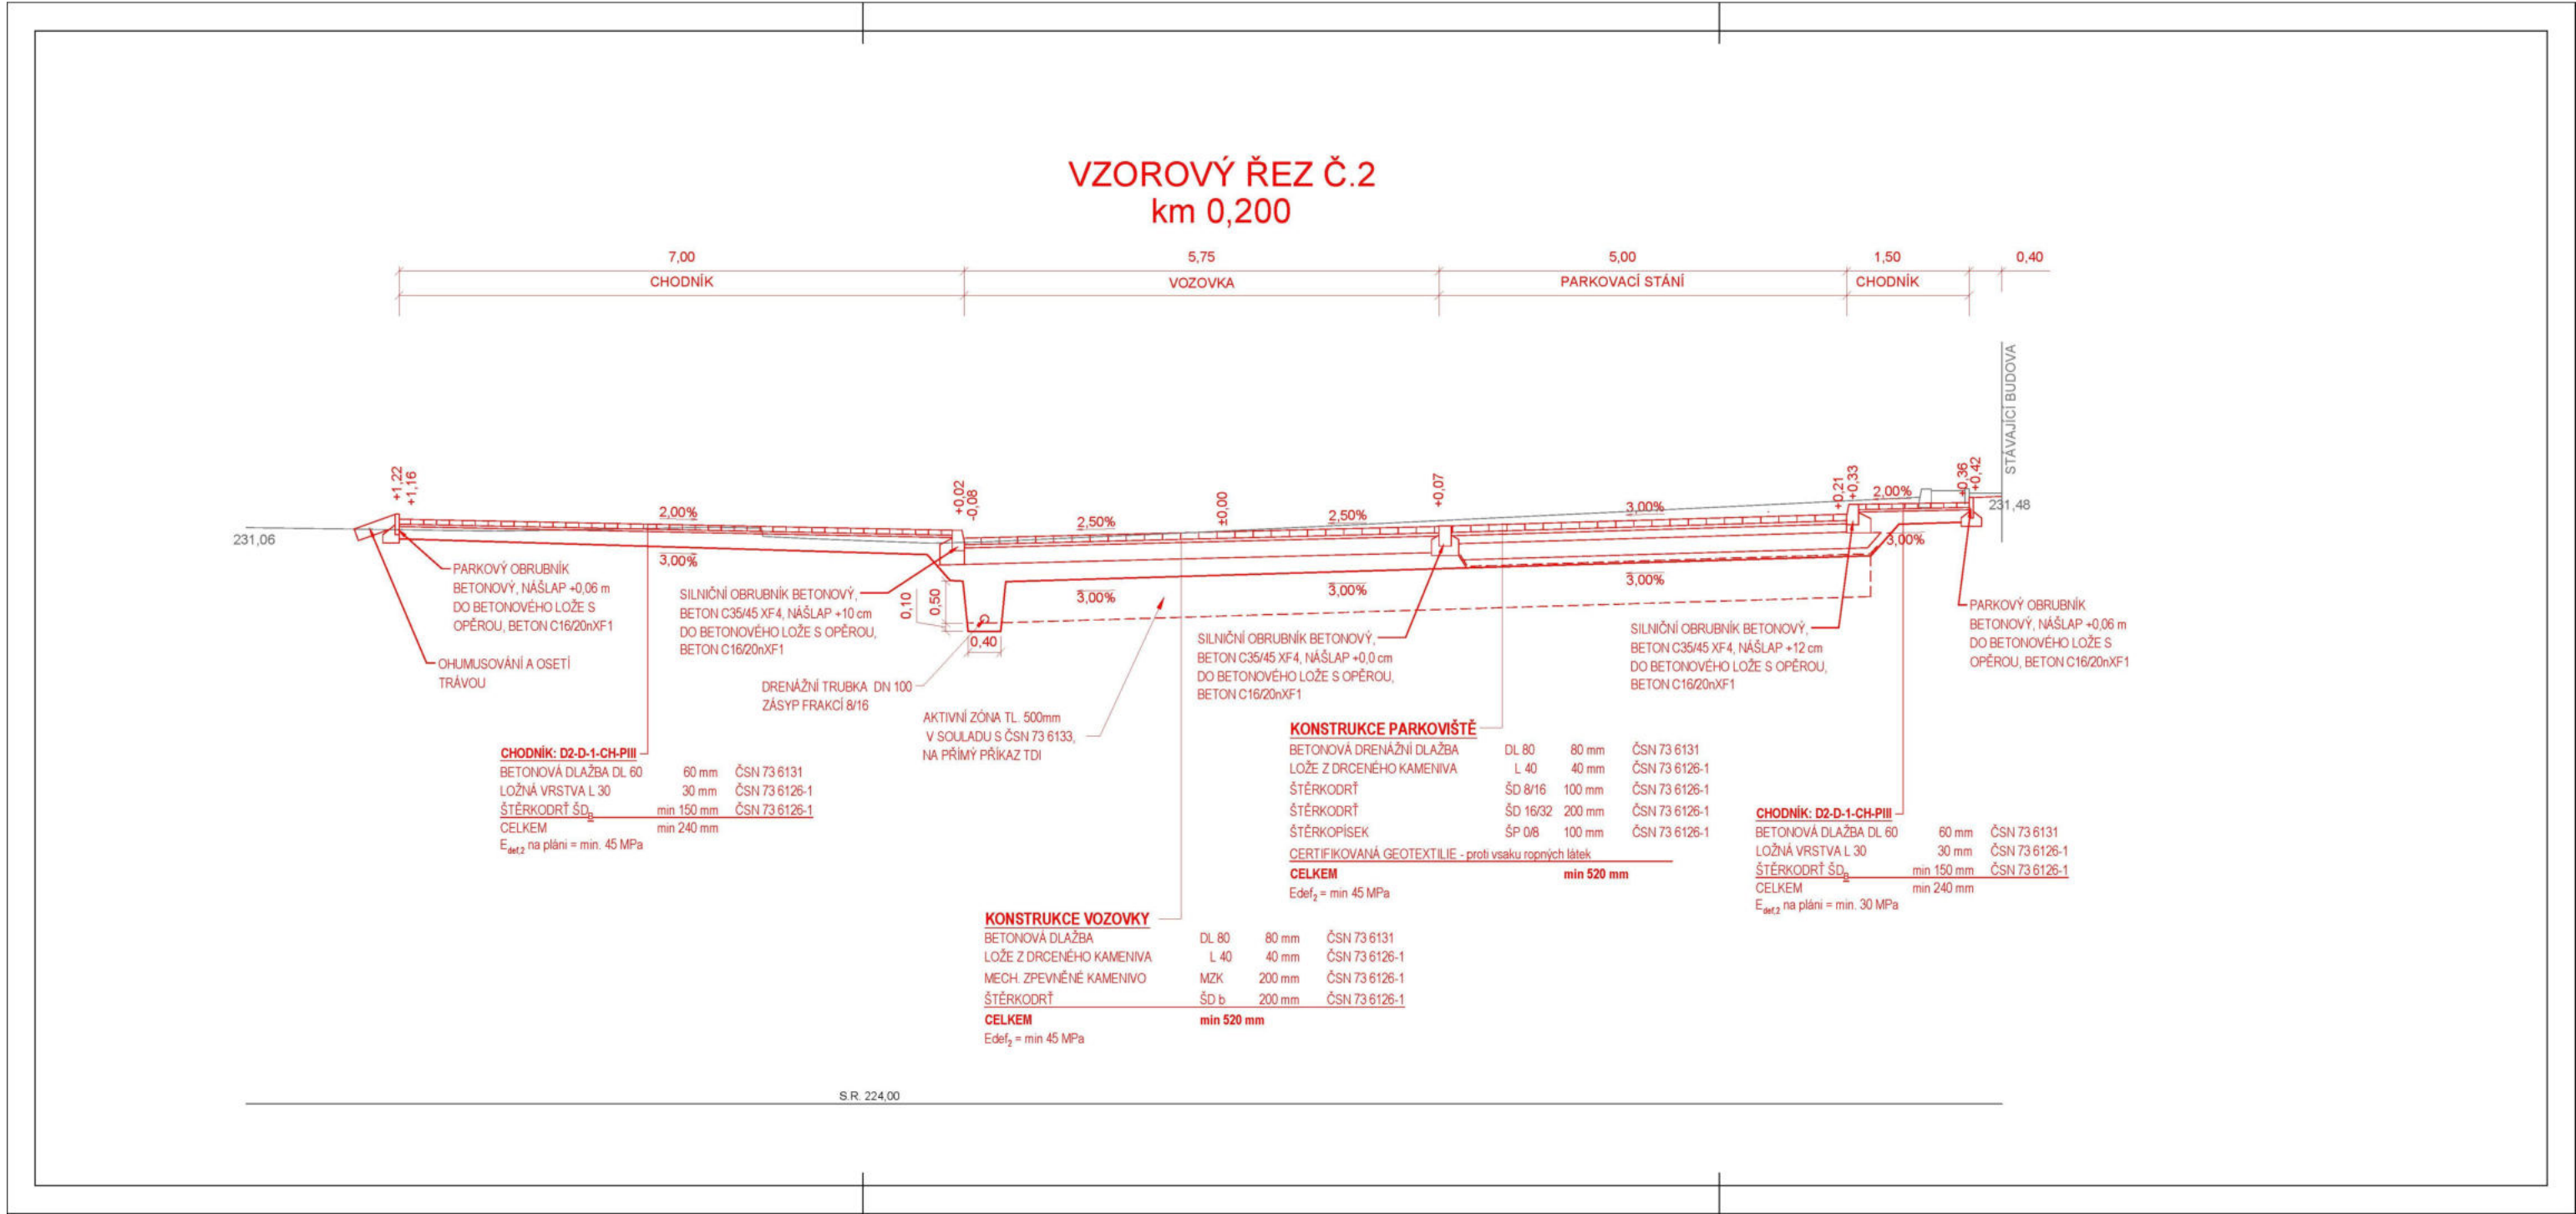 VZOROVÝ ŘEZ Č.2
km 0,200
7,00 5,75 5,00 1,50 0,40
CHODNÍK VOZOVKA PARKOVACÍ STÁNÍ CHODNÍK
STÁVAJÍCÍ BUDOVA
+1,22
+1,16
+0,02
-0,08
±0,00
+0,07
+0,21
+0,33
+0,36
+0,42
2,00% 2,50% 2,50% 3,00% 2,00%
231,06
231,48
3,00% 3,00% 3,00% 3,00% 3,00%
0,10
0,50
0,40
PARKOVÝ OBRUBNÍK
BETONOVÝ, NÁŠLAP +0,06 m
DO BETONOVÉHO LOŽE S
OPĚROU, BETON C16/20nXF1
OHUMUSOVÁNÍ A OSETÍ
TRÁVOU
SILNIČNÍ OBRUBNÍK BETONOVÝ,
BETON C35/45 XF4, NÁŠLAP +10 cm
DO BETONOVÉHO LOŽE S OPĚROU,
BETON C16/20nXF1
DRENÁŽNÍ TRUBKA DN 100
ZÁSYP FRAKCÍ 8/16
AKTIVNÍ ZÓNA TL. 500mm
V SOULADU S ČSN 73 6133,
NA PŘÍMÝ PŘÍKAZ TDI
SILNIČNÍ OBRUBNÍK BETONOVÝ,
BETON C35/45 XF4, NÁŠLAP +0,0 cm
DO BETONOVÉHO LOŽE S OPĚROU,
BETON C16/20nXF1
SILNIČNÍ OBRUBNÍK BETONOVÝ,
BETON C35/45 XF4, NÁŠLAP +12 cm
DO BETONOVÉHO LOŽE S OPĚROU,
BETON C16/20nXF1
PARKOVÝ OBRUBNÍK
BETONOVÝ, NÁŠLAP +0,06 m
DO BETONOVÉHO LOŽE S
OPĚROU, BETON C16/20nXF1
CHODNÍK: D2-D-1-CH-PIII
BETONOVÁ DLAŽBA DL 60 60 mm ČSN 73 6131
LOŽNÁ VRSTVA L 30 30 mm ČSN 73 6126-1
ŠTĚRKODRŤ ŠDB min 150 mm ČSN 73 6126-1
CELKEM min 240 mm
Edef,2 na pláni = min. 45 MPa
KONSTRUKCE VOZOVKY
BETONOVÁ DLAŽBA DL 80 80 mm ČSN 73 6131
LOŽE Z DRCENÉHO KAMENIVA L 40 40 mm ČSN 73 6126-1
MECH. ZPEVNĚNÉ KAMENIVO MZK 200 mm ČSN 73 6126-1
ŠTĚRKODRŤ ŠD b 200 mm ČSN 73 6126-1
CELKEM min 520 mm
Edef2 = min 45 MPa
KONSTRUKCE PARKOVIŠTĚ
BETONOVÁ DRENÁŽNÍ DLAŽBA DL 80 80 mm ČSN 73 6131
LOŽE Z DRCENÉHO KAMENIVA L 40 40 mm ČSN 73 6126-1
ŠTĚRKODRŤ ŠD 8/16 100 mm ČSN 73 6126-1
ŠTĚRKODRŤ ŠD 16/32 200 mm ČSN 73 6126-1
ŠTĚRKOPÍSEK ŠP 0/8 100 mm ČSN 73 6126-1
CERTIFIKOVANÁ GEOTEXTILIE - proti vsaku ropných látek
CELKEM min 520 mm
Edef2 = min 45 MPa
CHODNÍK: D2-D-1-CH-PIII
BETONOVÁ DLAŽBA DL 60 60 mm ČSN 73 6131
LOŽNÁ VRSTVA L 30 30 mm ČSN 73 6126-1
ŠTĚRKODRŤ ŠDB min 150 mm ČSN 73 6126-1
CELKEM min 240 mm
Edef,2 na pláni = min. 30 MPa
S.R. 224,00